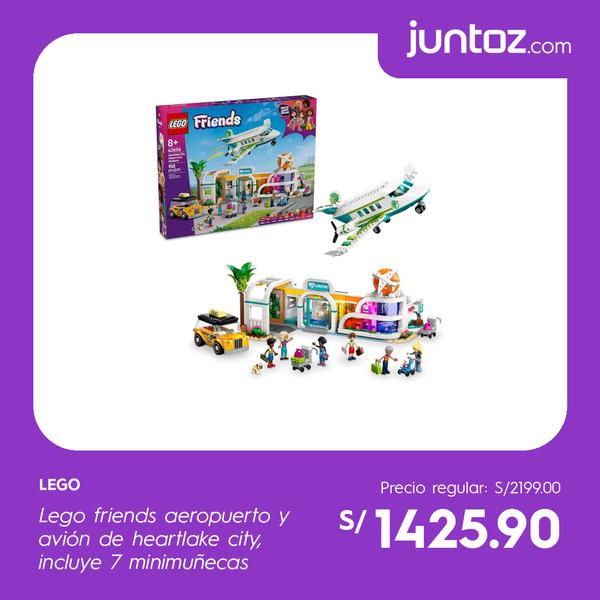 juntoz.com
LEGO
Friends
8+
LEGO
Lego friends aeropuerto y
avión de heartlake city,
incluye 7 minimuñecas
Precio regular: S/2199.00
S/1425.90